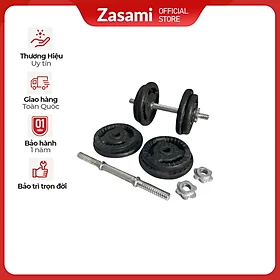 Zasami
OFFICIAL
STORE
Thương Hiệu
Uy tín
Giao hàng
Toàn Quốc
01
Bảo hành
1 năm
Bảo trì trọn đời